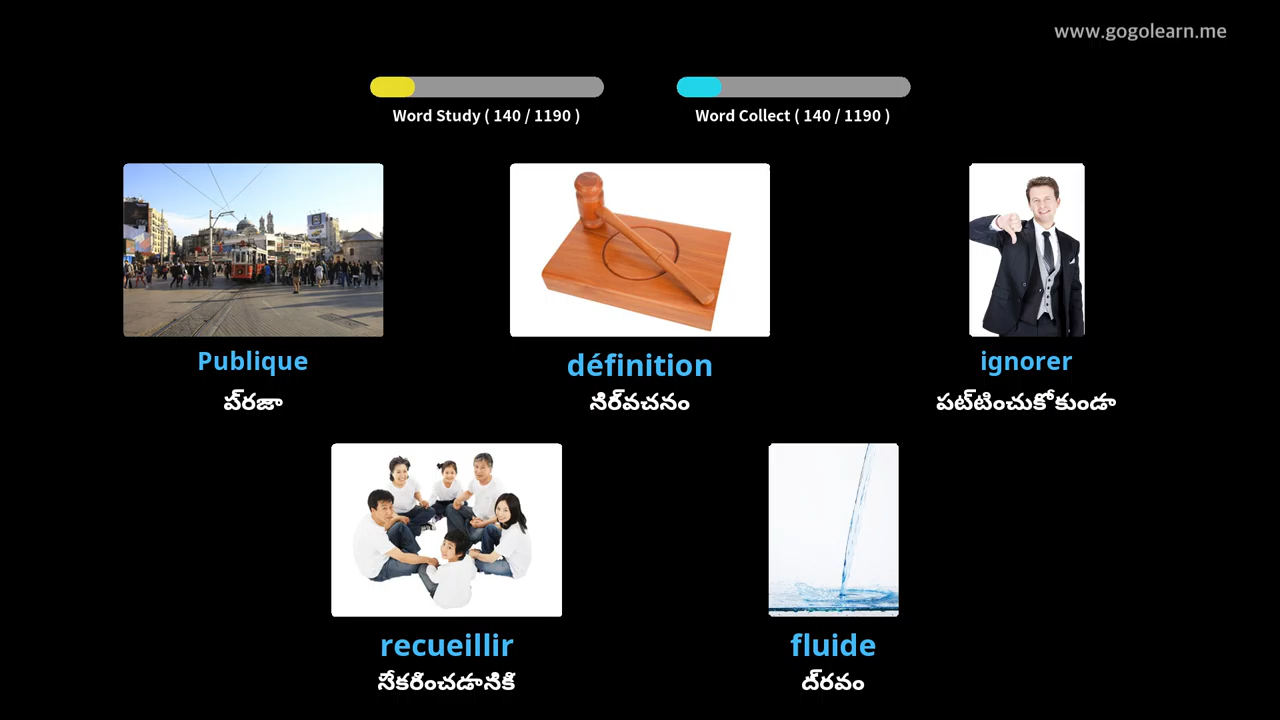 www.gogolearn.me
Word Study ( 140 / 1190 )
Word Collect ( 140 / 1190 )
Publique
ప్రజా
définition
నిర్వచనం
ignorer
పట్టించుకోకుండా
recueillir
సేకరించడానికి
fluide
ద్రవం